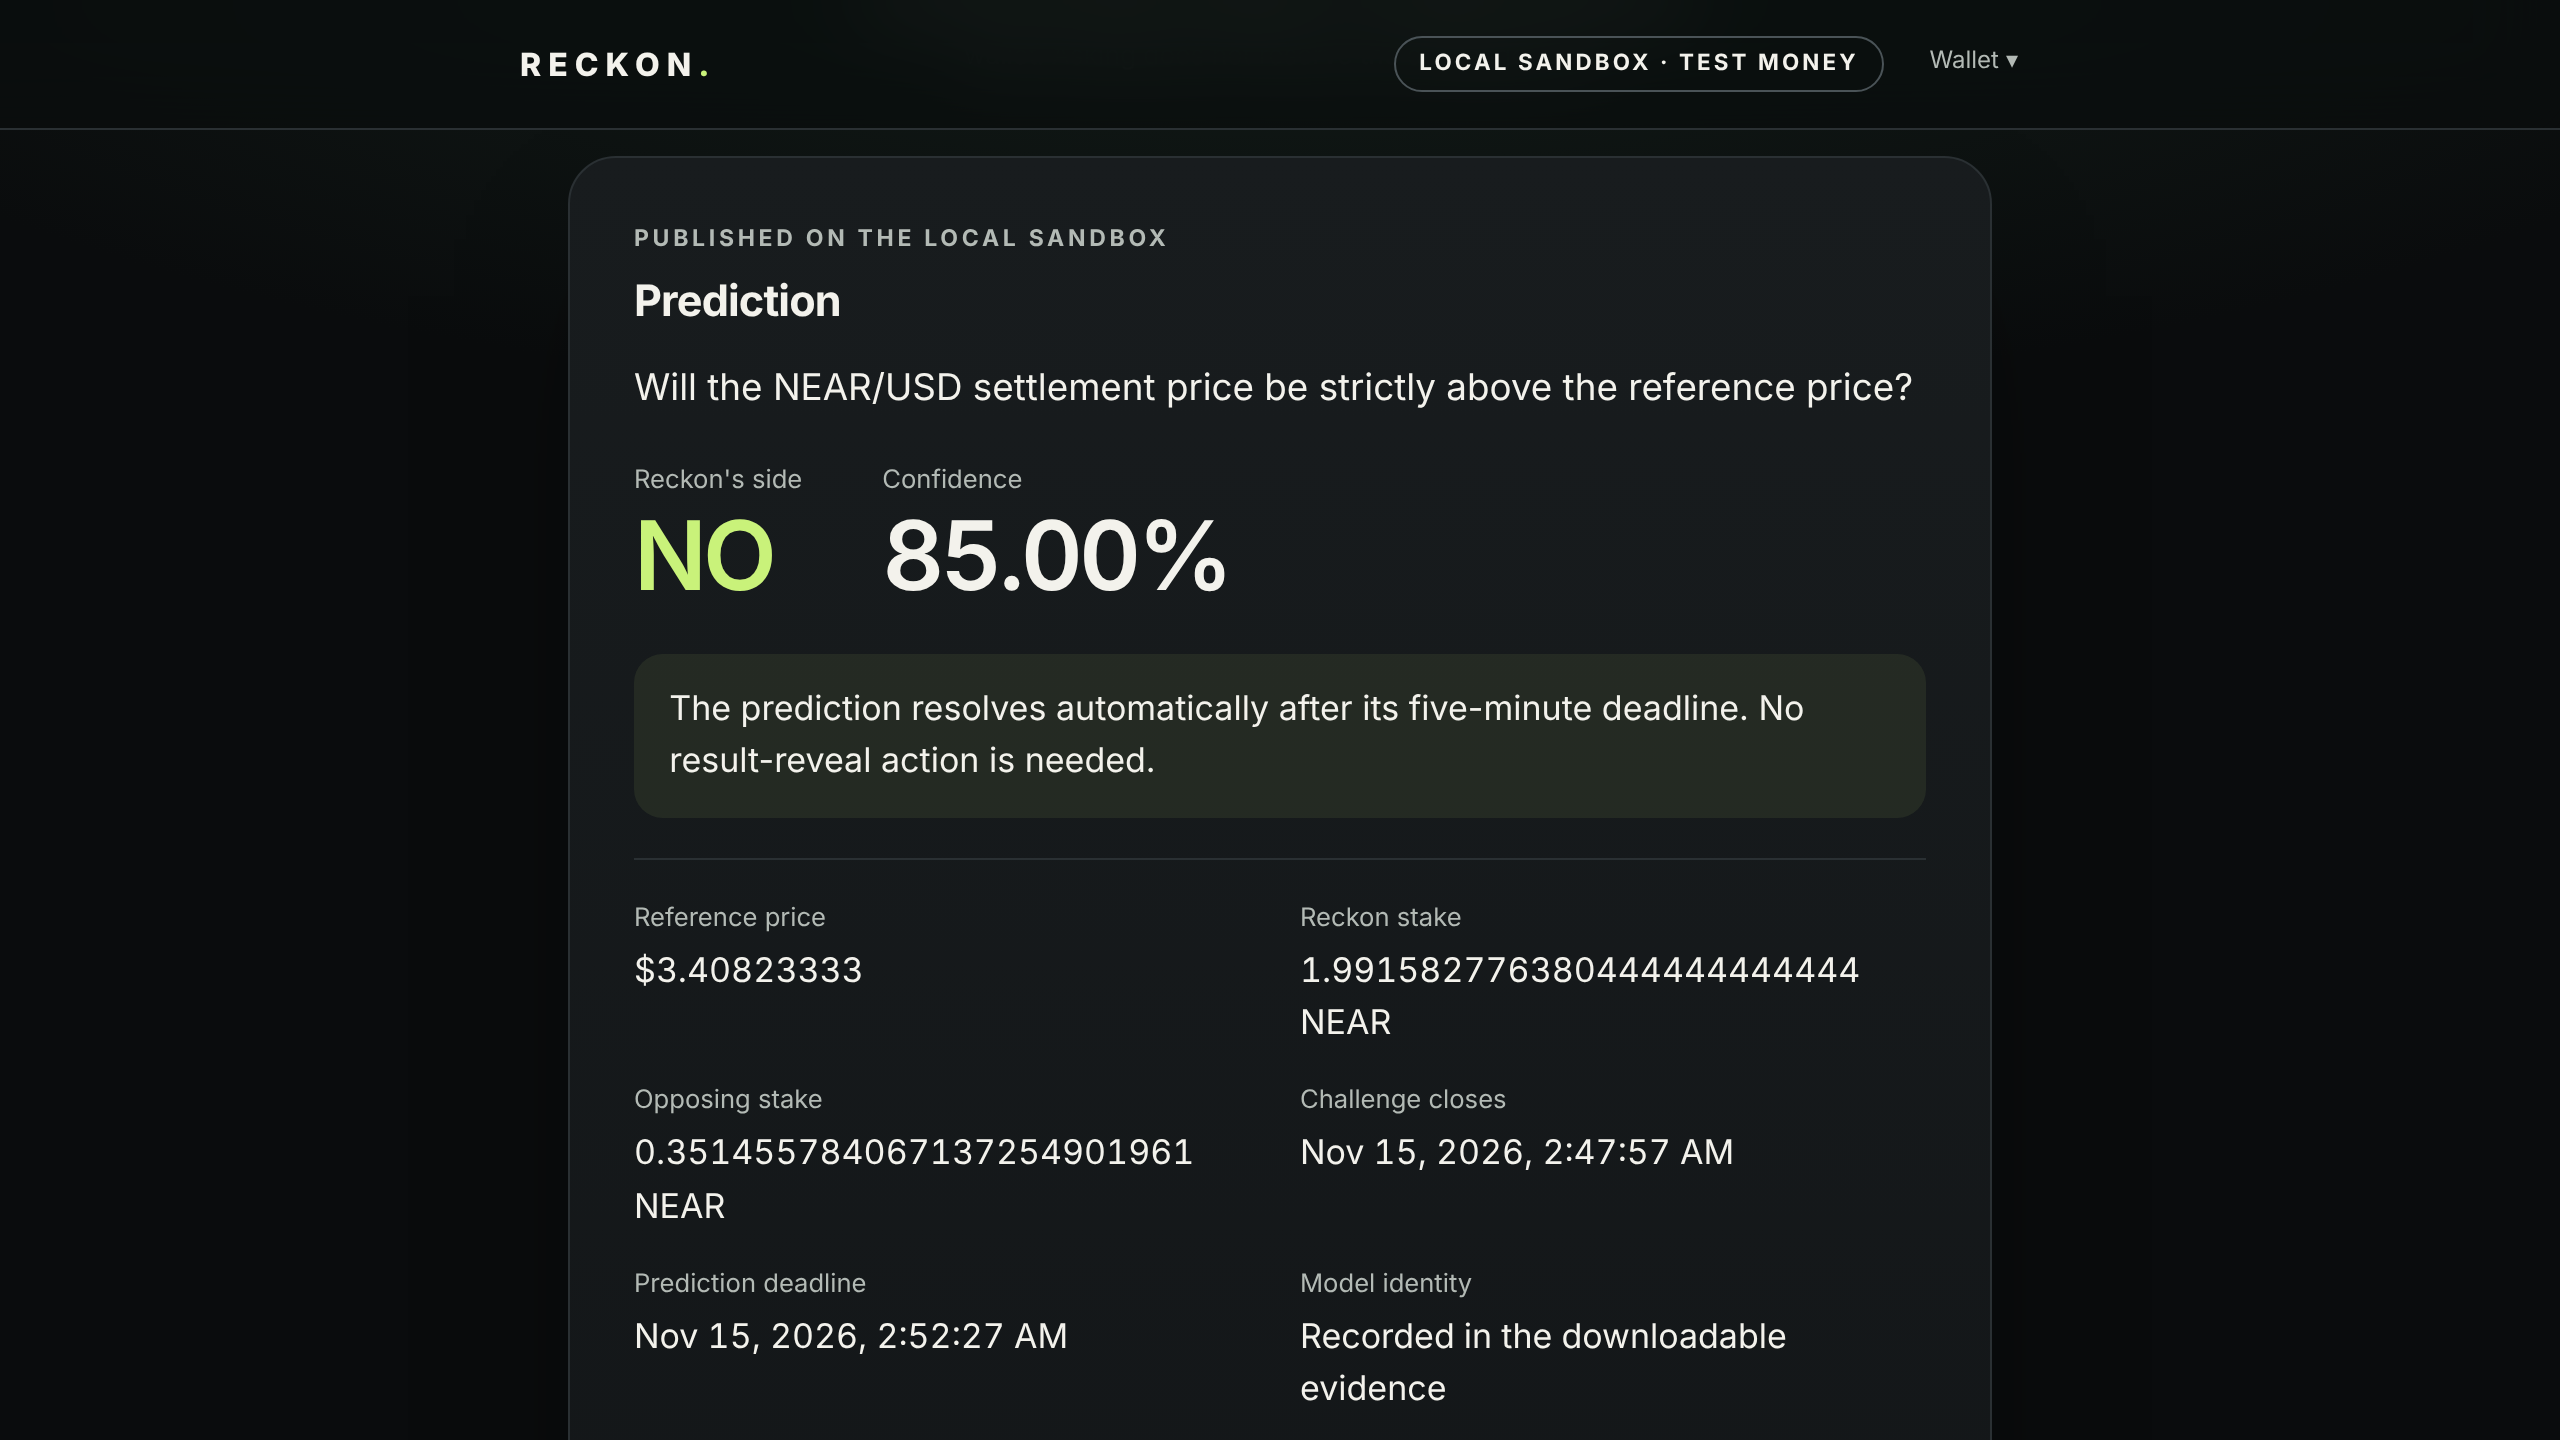 RECKON.
LOCAL SANDBOX · TEST MONEY
Wallet ▾
PUBLISHED ON THE LOCAL SANDBOX
Prediction
Will the NEAR/USD settlement price be strictly above the reference price?
Reckon's side
Confidence
NO
85.00%
The prediction resolves automatically after its five-minute deadline. No
result-reveal action is needed.
Reference price
$3.40823333
Reckon stake
1.991582776380444444444444
NEAR
Opposing stake
0.351455784067137254901961
NEAR
Challenge closes
Nov 15, 2026, 2:47:57 AM
Prediction deadline
Nov 15, 2026, 2:52:27 AM
Model identity
Recorded in the downloadable
evidence